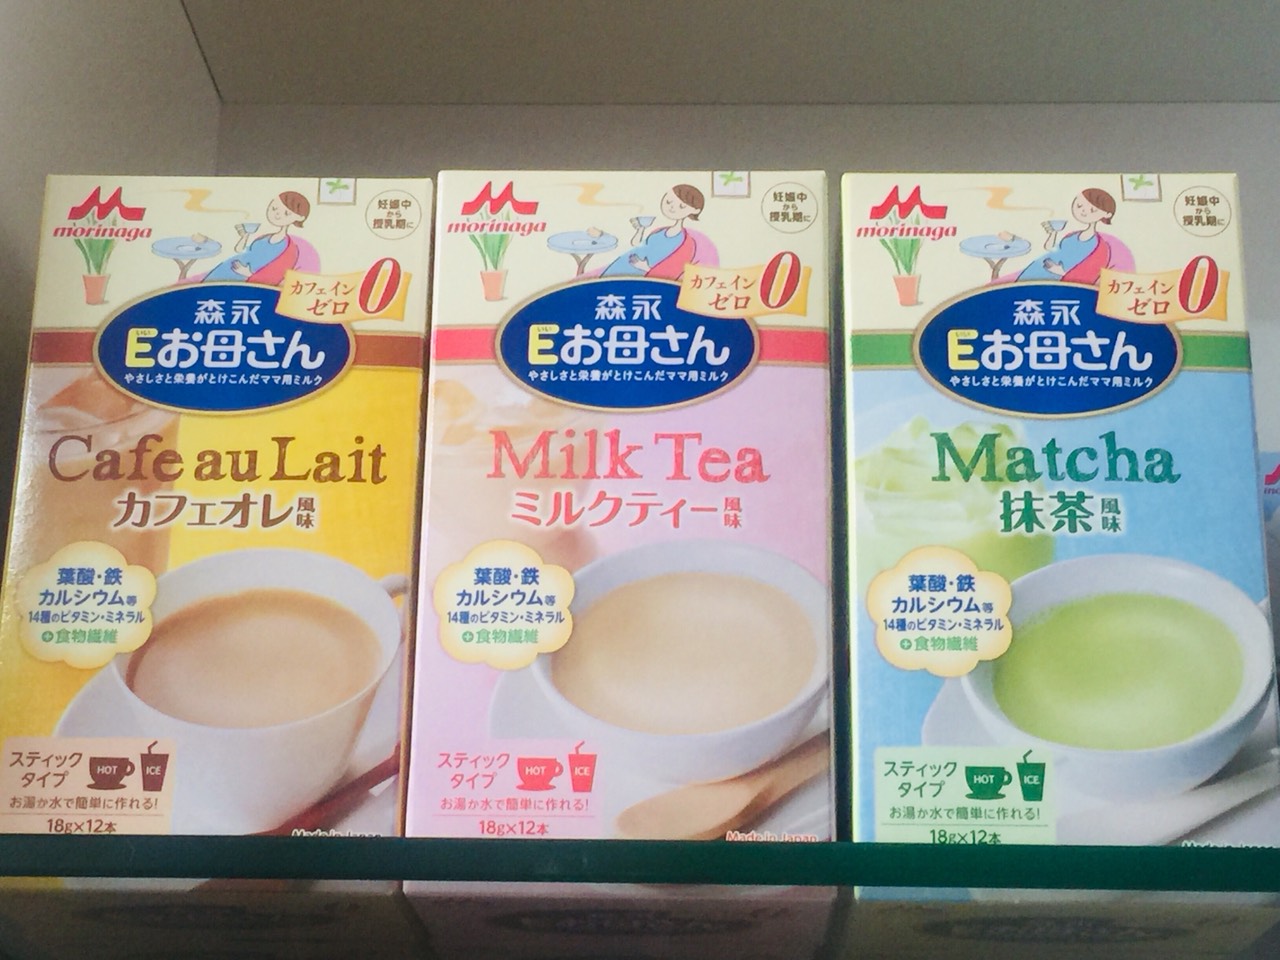 morinaga
妊娠中
から
授乳期に
カフェイン
ゼロ 0
森永
いい
Eお母さん
やさしさと栄養がとけこんだママ用ミルク
Cafe au Lait
カフェオレ風味
葉酸・鉄
カルシウム等
14種のビタミン・ミネラル
+食物繊維
スティック
タイプ
HOT
ICE
お湯か水で簡単に作れる!
18g×12本
Made in Japan
morinaga
妊娠中
から
授乳期に
カフェイン
ゼロ 0
森永
いい
Eお母さん
やさしさと栄養がとけこんだママ用ミルク
Milk Tea
ミルクティー風味
葉酸・鉄
カルシウム等
14種のビタミン・ミネラル
+食物繊維
スティック
タイプ
HOT
ICE
お湯か水で簡単に作れる!
18g×12本
Made in Japan
morinaga
妊娠中
から
授乳期に
カフェイン
ゼロ 0
森永
いい
Eお母さん
やさしさと栄養がとけこんだママ用ミルク
Matcha
抹茶風味
葉酸・鉄
カルシウム等
14種のビタミン・ミネラル
+食物繊維
スティック
タイプ
HOT
ICE
お湯か水で簡単に作れる!
18g×12本